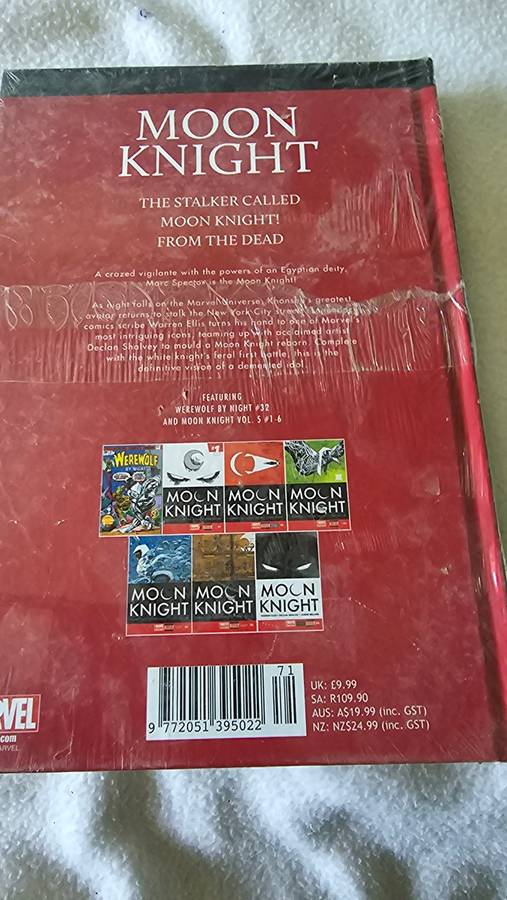 MOON
KNIGHT
THE STALKER CALLED
MOON KNIGHT!
FROM THE DEAD
A crazed vigilante with the powers of an Egyptian deity,
Marc Spector is the Moon Knight!
As night falls on the Marvel Universe, Khonshu's greatest
avatar returns to stalk the New York City streets.
comics scribe Warren Ellis turns his hand to one of Marvel's
most intriguing icons, teaming up with acclaimed artist
Declan Shalvey to mould a Moon Knight reborn. Complete
with the white knight's feral first battle, this is the
definitive vision of a demented idol.
FEATURING
WEREWOLF BY NIGHT #32
AND MOON KNIGHT VOL. 5 #1-6
WEREWOLF
BY NIGHT
#1
MOON
KNIGHT
MOON
KNIGHT
MOON
KNIGHT
MOON
KNIGHT
MOON
KNIGHT
MOON
KNIGHT
71
9 772051 395022
UK: £9.99
SA: R109.90
AUS: A$19.99 (inc. GST)
NZ: NZ$24.99 (inc. GST)
VEL
.com
ARVEL